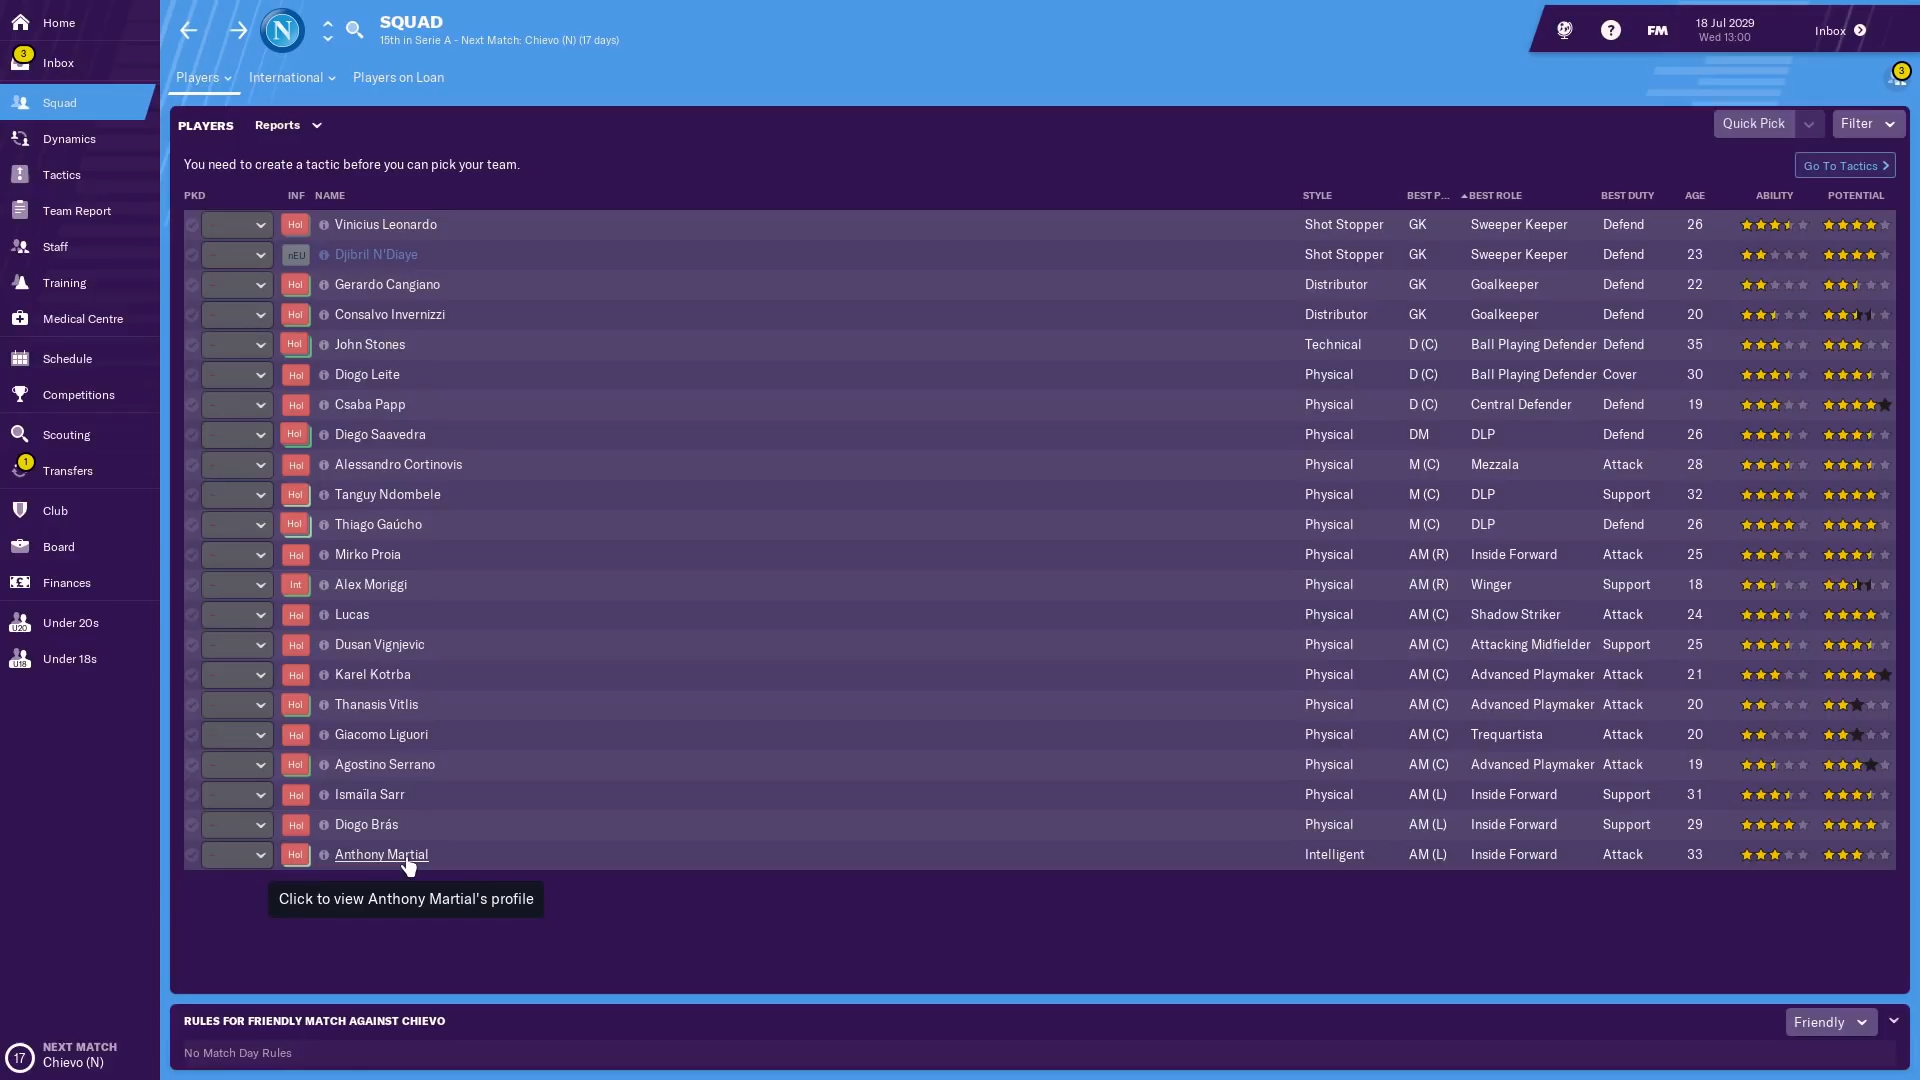 Home
3
Inbox
Squad
Dynamics
Tactics
Team Report
Staff
Training
Medical Centre
Schedule
Competitions
Scouting
1
Transfers
Club
Board
Finances
U20
Under 20s
U18
Under 18s
17
NEXT MATCH
Chievo (N)
N
SQUAD
15th in Serie A - Next Match: Chievo (N) (17 days)
? FM
18 Jul 2029
Wed 13:00
Inbox
Players International Players on Loan
3
PLAYERS Reports
Quick Pick Filter
You need to create a tactic before you can pick your team.
Go To Tactics
PKD INF NAME STYLE BEST P... BEST ROLE BEST DUTY AGE ABILITY POTENTIAL
- Hol Vinicius Leonardo Shot Stopper GK Sweeper Keeper Defend 26
- nEU Djibril N'Diaye Shot Stopper GK Sweeper Keeper Defend 23
- Hol Gerardo Cangiano Distributor GK Goalkeeper Defend 22
- Hol Consalvo Invernizzi Distributor GK Goalkeeper Defend 20
- Hol John Stones Technical D (C) Ball Playing Defender Defend 35
- Hol Diogo Leite Physical D (C) Ball Playing Defender Cover 30
- Hol Csaba Papp Physical D (C) Central Defender Defend 19
- Hol Diego Saavedra Physical DM DLP Defend 26
- Hol Alessandro Cortinovis Physical M (C) Mezzala Attack 28
- Hol Tanguy Ndombele Physical M (C) DLP Support 32
- Hol Thiago Gaúcho Physical M (C) DLP Defend 26
- Hol Mirko Proia Physical AM (R) Inside Forward Attack 25
- Int Alex Moriggi Physical AM (R) Winger Support 18
- Hol Lucas Physical AM (C) Shadow Striker Attack 24
- Hol Dusan Vignjevic Physical AM (C) Attacking Midfielder Support 25
- Hol Karel Kotrba Physical AM (C) Advanced Playmaker Attack 21
- Hol Thanasis Vitlis Physical AM (C) Advanced Playmaker Attack 20
- Hol Giacomo Liguori Physical AM (C) Trequartista Attack 20
- Hol Agostino Serrano Physical AM (C) Advanced Playmaker Attack 19
- Hol Ismaïla Sarr Physical AM (L) Inside Forward Support 31
- Hol Diogo Brás Physical AM (L) Inside Forward Support 29
- Hol Anthony Martial Intelligent AM (L) Inside Forward Attack 33
Click to view Anthony Martial's profile
RULES FOR FRIENDLY MATCH AGAINST CHIEVO
Friendly
No Match Day Rules